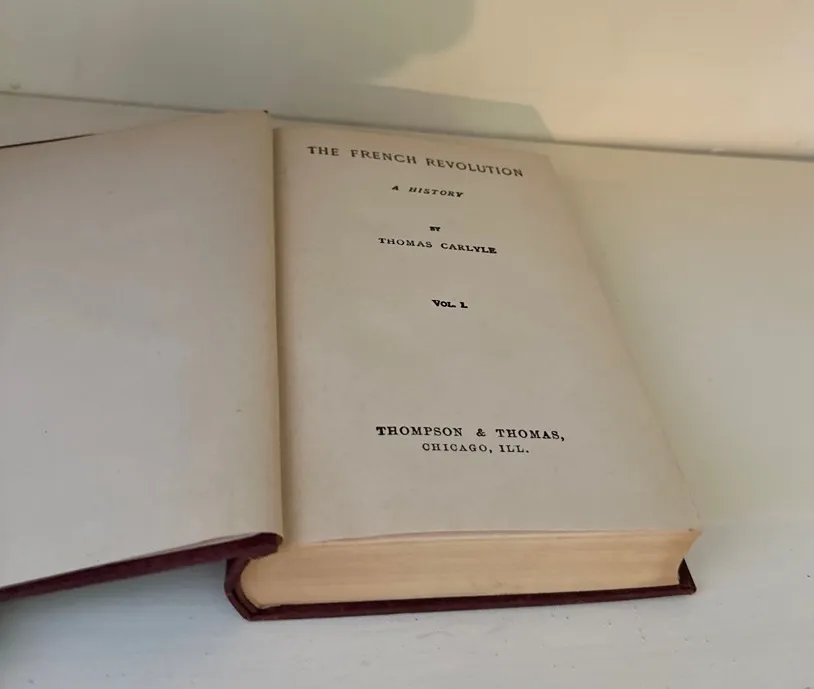 THE FRENCH REVOLUTION
A HISTORY
BY
THOMAS CARLYLE
VOL. I.
THOMPSON & THOMAS,
CHICAGO, ILL.